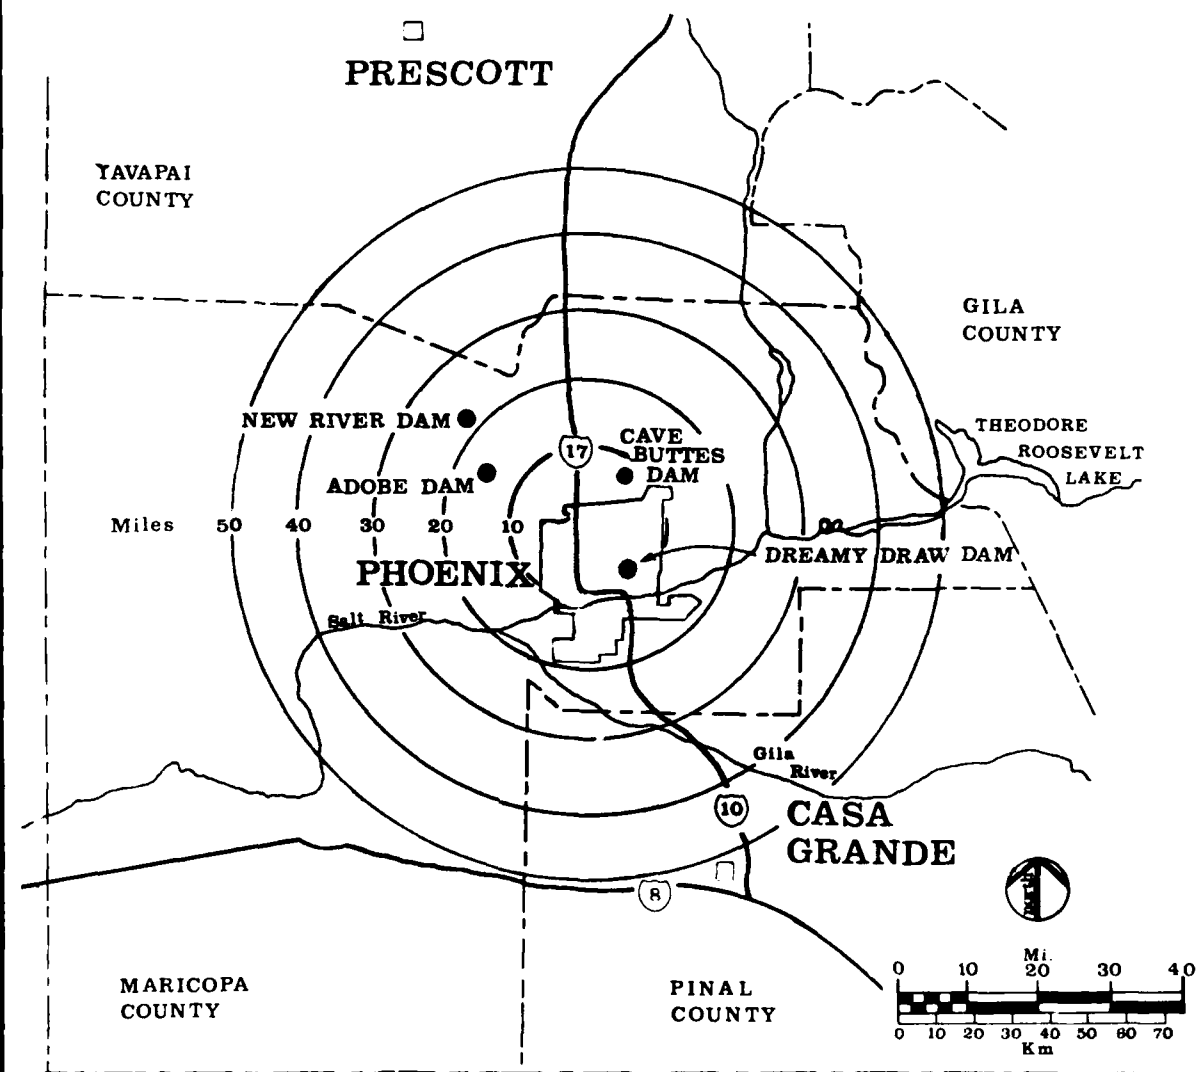 PRESCOTT
YAVAPAI
COUNTY
GILA
COUNTY
NEW RIVER DAM
17
CAVE
BUTTES
DAM
THEODORE
ROOSEVELT
LAKE
ADOBE DAM
Miles 50 40 30 20 10
DREAMY DRAW DAM
PHOENIX
Salt River
Gila
River
10
CASA
GRANDE
8
north
MARICOPA
COUNTY
PINAL
COUNTY
Mi.
0 10 20 30 40
0 10 20 30 40 50 60 70
Km